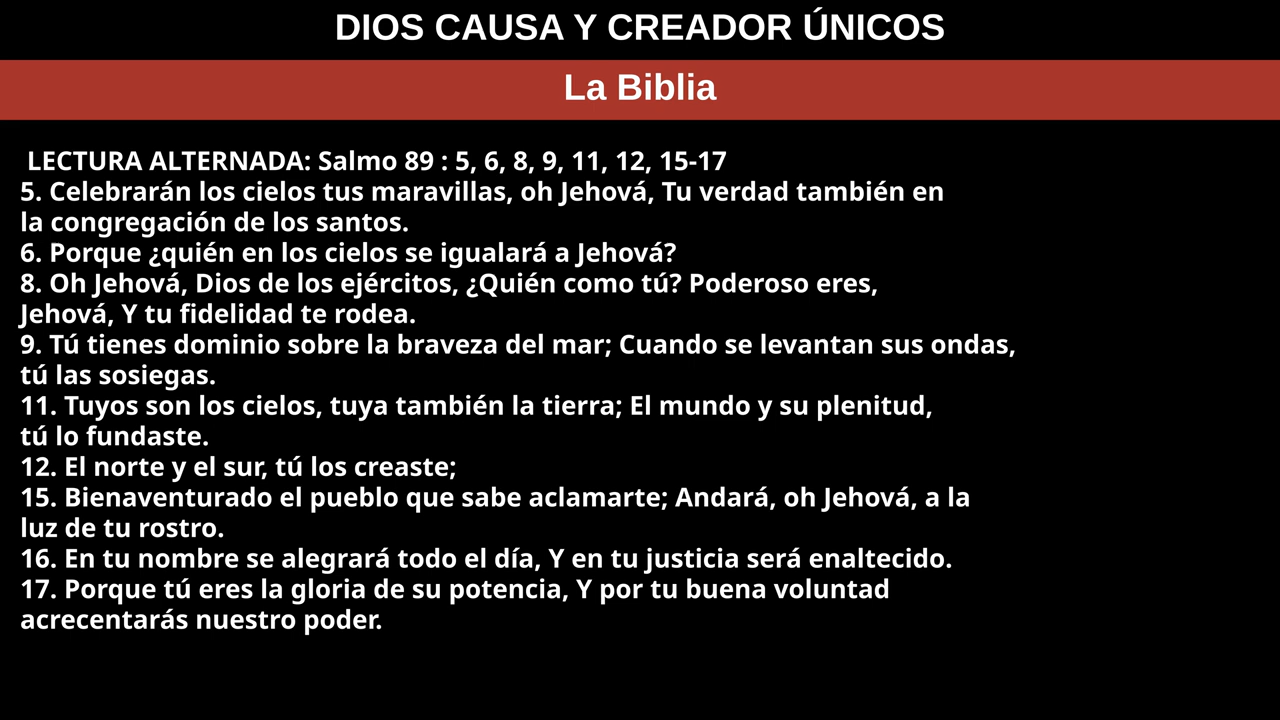 DIOS CAUSA Y CREADOR ÚNICOS
La Biblia
LECTURA ALTERNADA: Salmo 89 : 5, 6, 8, 9, 11, 12, 15-17
5. Celebrarán los cielos tus maravillas, oh Jehová, Tu verdad también en
la congregación de los santos.
6. Porque ¿quién en los cielos se igualará a Jehová?
8. Oh Jehová, Dios de los ejércitos, ¿Quién como tú? Poderoso eres,
Jehová, Y tu fidelidad te rodea.
9. Tú tienes dominio sobre la braveza del mar; Cuando se levantan sus ondas,
tú las sosiegas.
11. Tuyos son los cielos, tuya también la tierra; El mundo y su plenitud,
tú lo fundaste.
12. El norte y el sur, tú los creaste;
15. Bienaventurado el pueblo que sabe aclamarte; Andará, oh Jehová, a la
luz de tu rostro.
16. En tu nombre se alegrará todo el día, Y en tu justicia será enaltecido.
17. Porque tú eres la gloria de su potencia, Y por tu buena voluntad
acrecentarás nuestro poder.